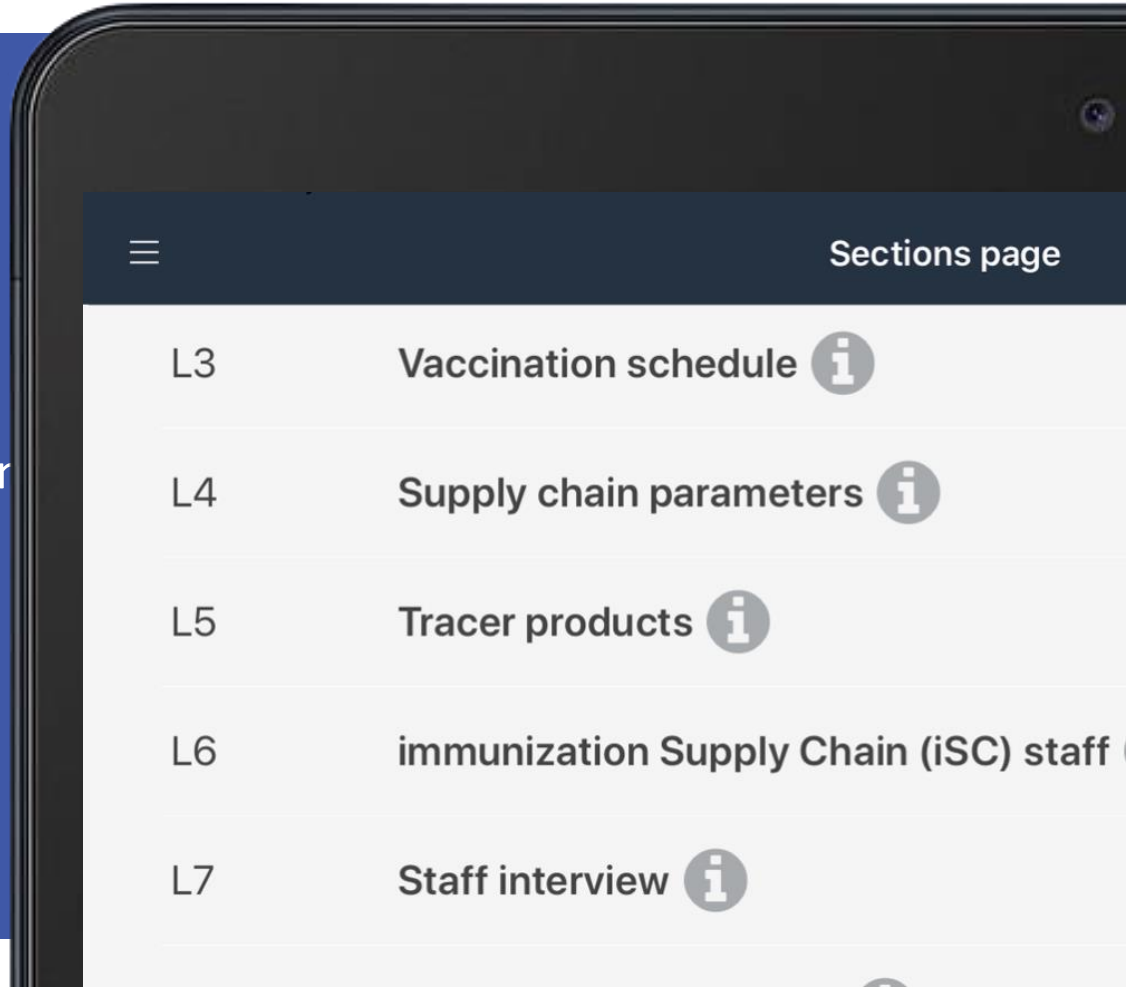 Sections page
L3 Vaccination schedule
L4 Supply chain parameters
L5 Tracer products
L6 immunization Supply Chain (iSC) staff
L7 Staff interview
r